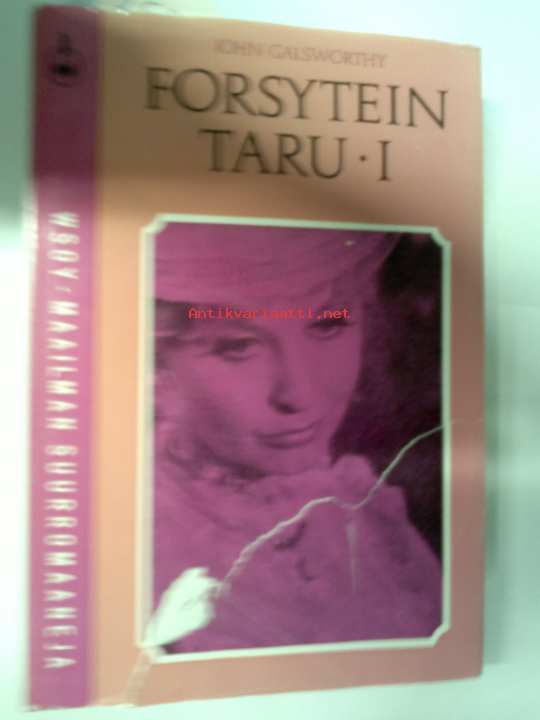 JOHN GALSWORTHY
FORSYTEIN
TARU · I
Antikvariaatti.net
WSOY: MAAILMAN SUURROMAANEJA